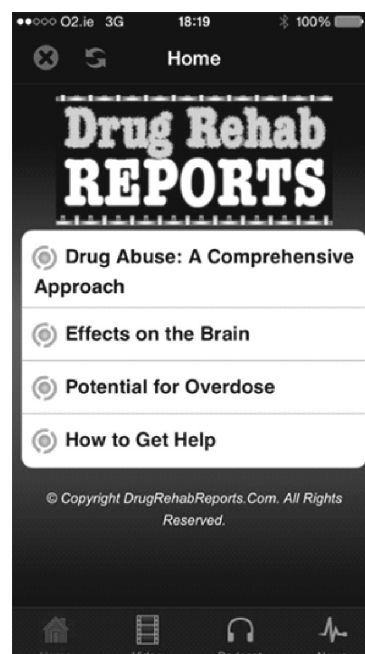 O2.ie 3G 18:19 100%
Home
Drug Rehab
REPORTS
Drug Abuse: A Comprehensive
Approach
Effects on the Brain
Potential for Overdose
How to Get Help
© Copyright DrugRehabReports.Com. All Rights
Reserved.